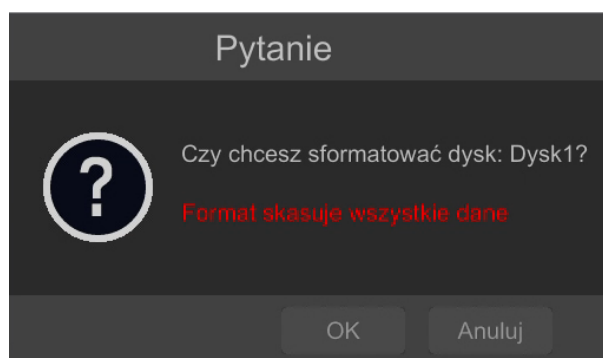 Pytanie
?
Czy chcesz sformatować dysk: Dysk1?
Format skasuje wszystkie dane
OK
Anuluj